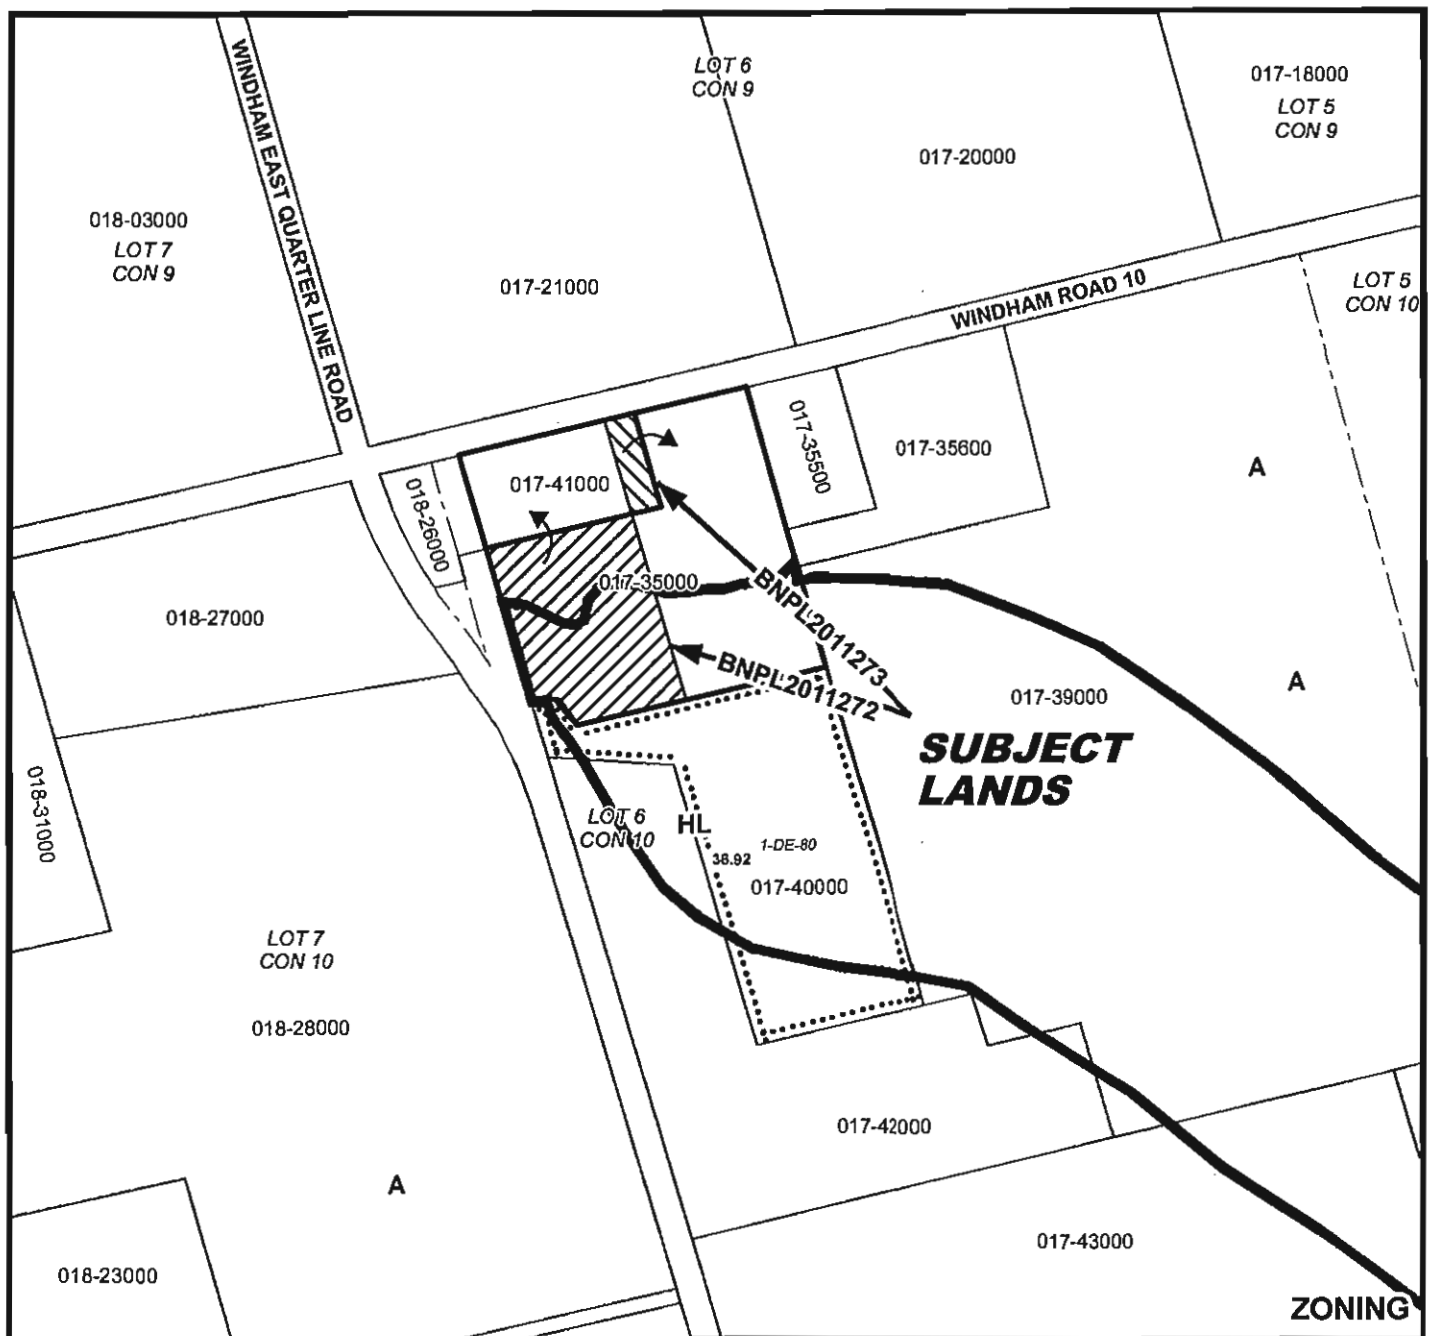 LOT 6
CON 9
017-18000
LOT 5
CON 9
WINDHAM EAST QUARTER LINE ROAD
017-20000
018-03000
LOT 7
CON 9
017-21000
WINDHAM ROAD 10
LOT 5
CON 10
017-35500
017-35600
A
017-41000
018-26000
017-35000
BNPL2011273
018-27000
BNPL2011272
017-39000
A
SUBJECT
LANDS
018-31000
LOT 6
CON 10
HL
36.92
1-DE-80
017-40000
LOT 7
CON 10
018-28000
017-42000
A
017-43000
018-23000
ZONING